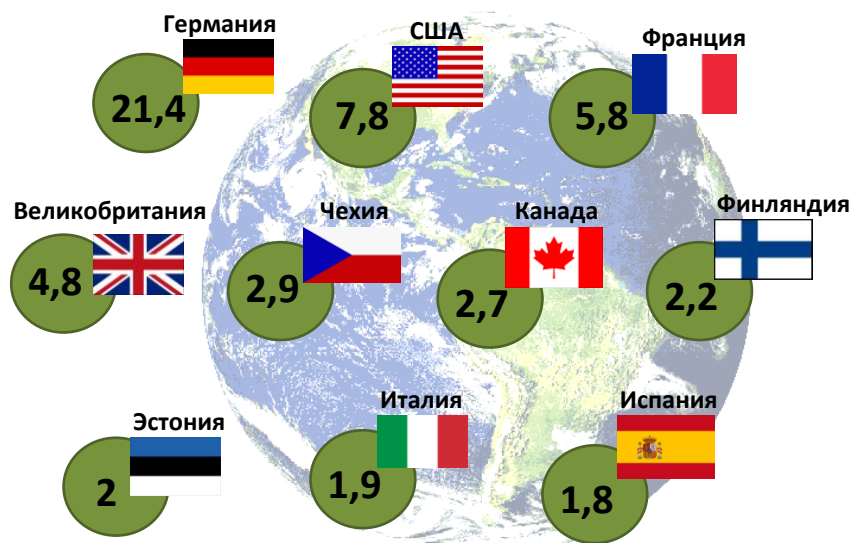 Германия
21,4
США
7,8
Франция
5,8
Великобритания
4,8
Чехия
2,9
Канада
2,7
Финляндия
2,2
Эстония
2
Италия
1,9
Испания
1,8